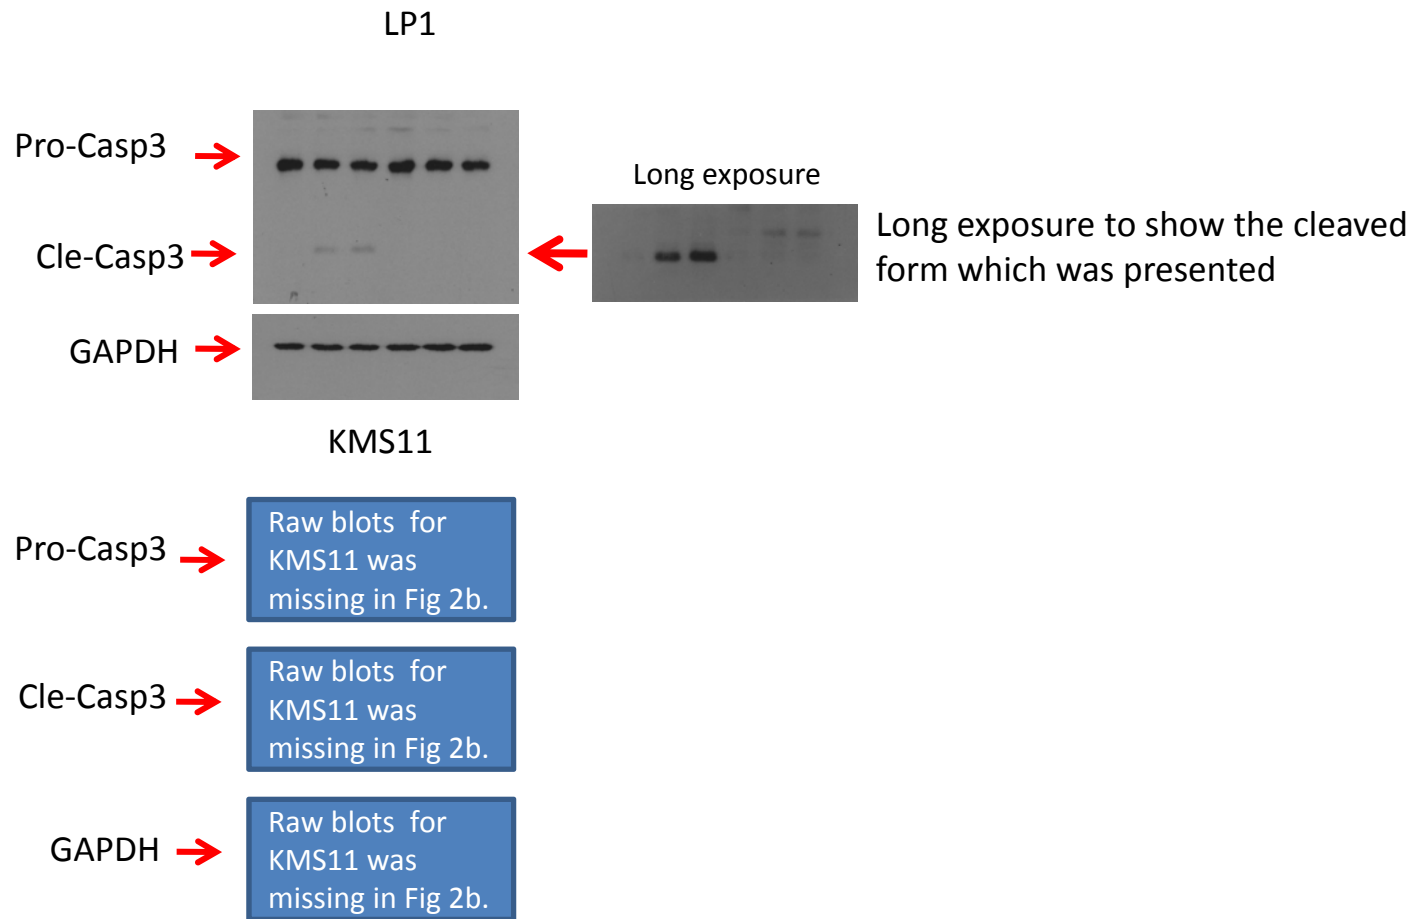 LP1
Pro-Casp3
Long exposure
Cle-Casp3
Long exposure to show the cleaved
form which was presented
GAPDH
KMS11
Pro-Casp3
Raw blots for
KMS11 was
missing in Fig 2b.
Cle-Casp3
Raw blots for
KMS11 was
missing in Fig 2b.
GAPDH
Raw blots for
KMS11 was
missing in Fig 2b.